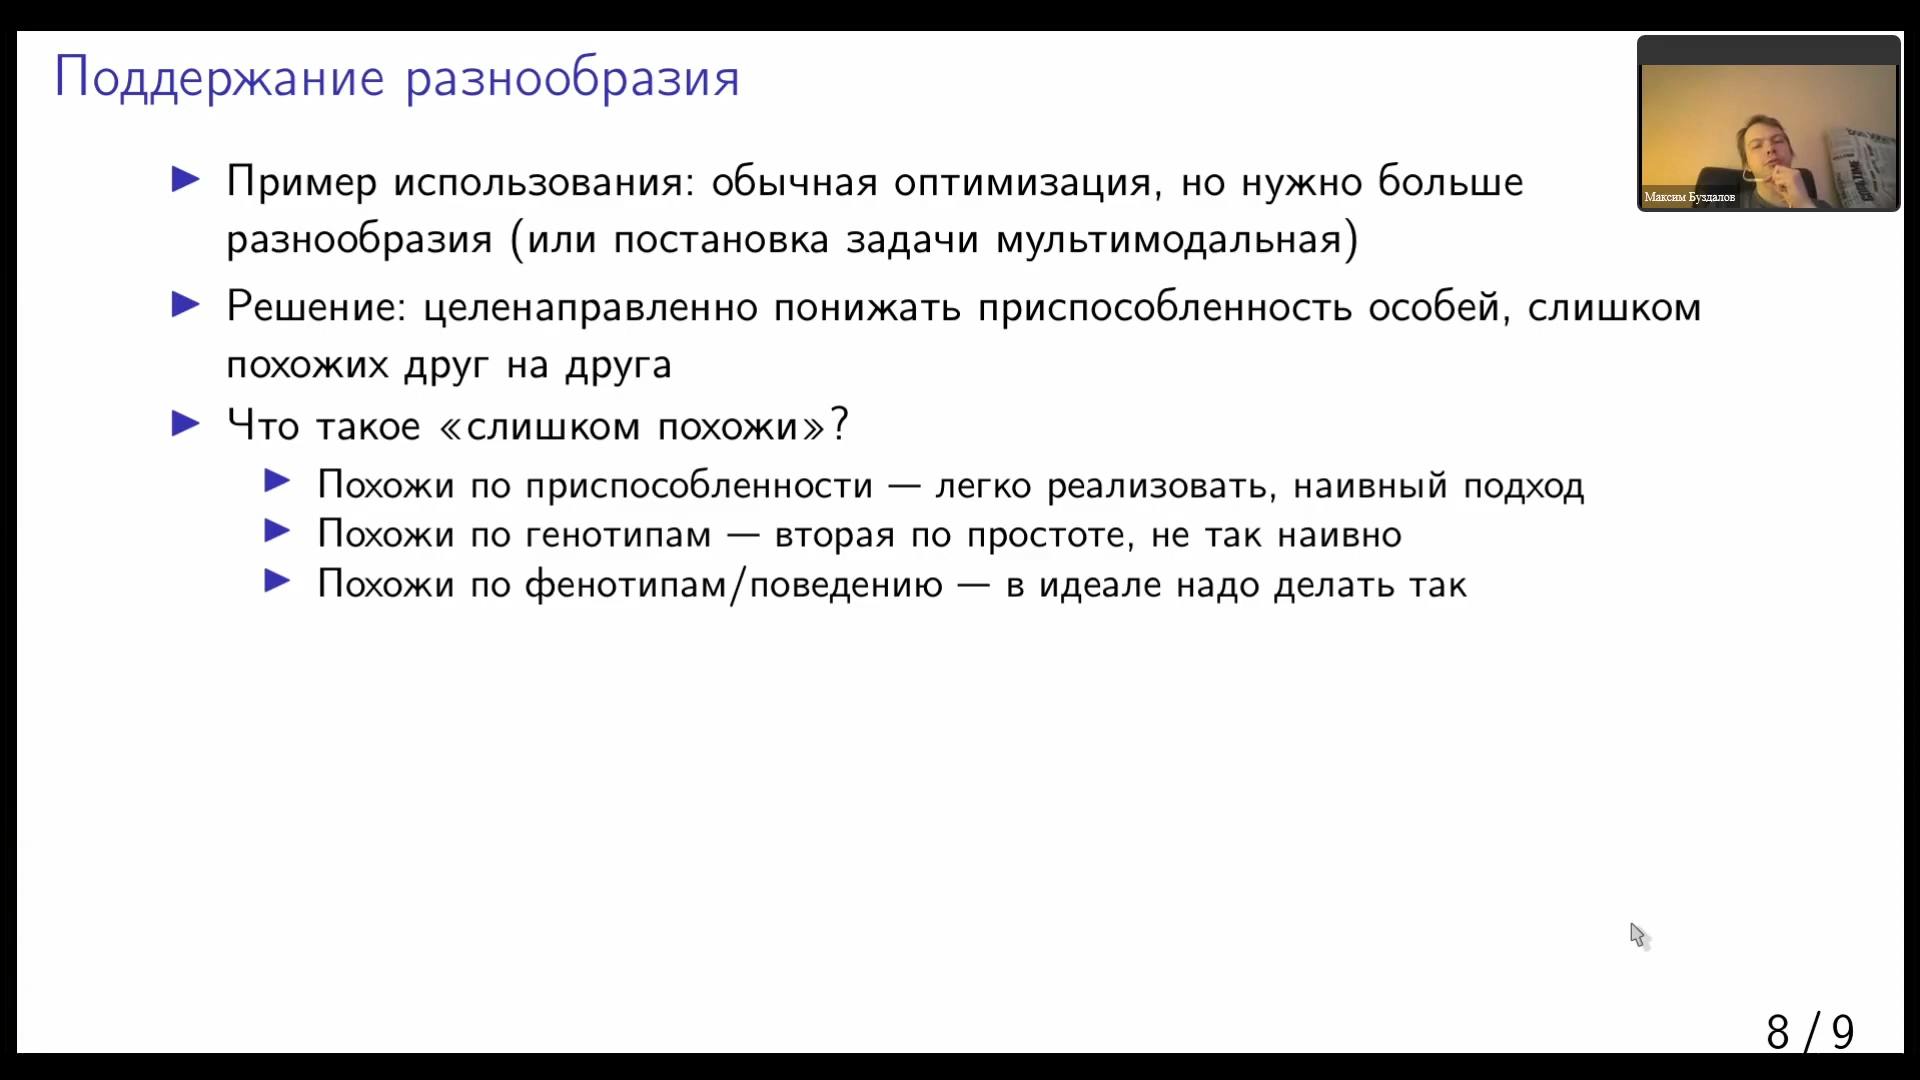 Поддержание разнообразия
Максим Буздалов
▶ Пример использования: обычная оптимизация, но нужно больше
разнообразия (или постановка задачи мультимодальная)
▶ Решение: целенаправленно понижать приспособленность особей, слишком
похожих друг на друга
▶ Что такое «слишком похожи»?
▶ Похожи по приспособленности — легко реализовать, наивный подход
▶ Похожи по генотипам — вторая по простоте, не так наивно
▶ Похожи по фенотипам/поведению — в идеале надо делать так
8 / 9